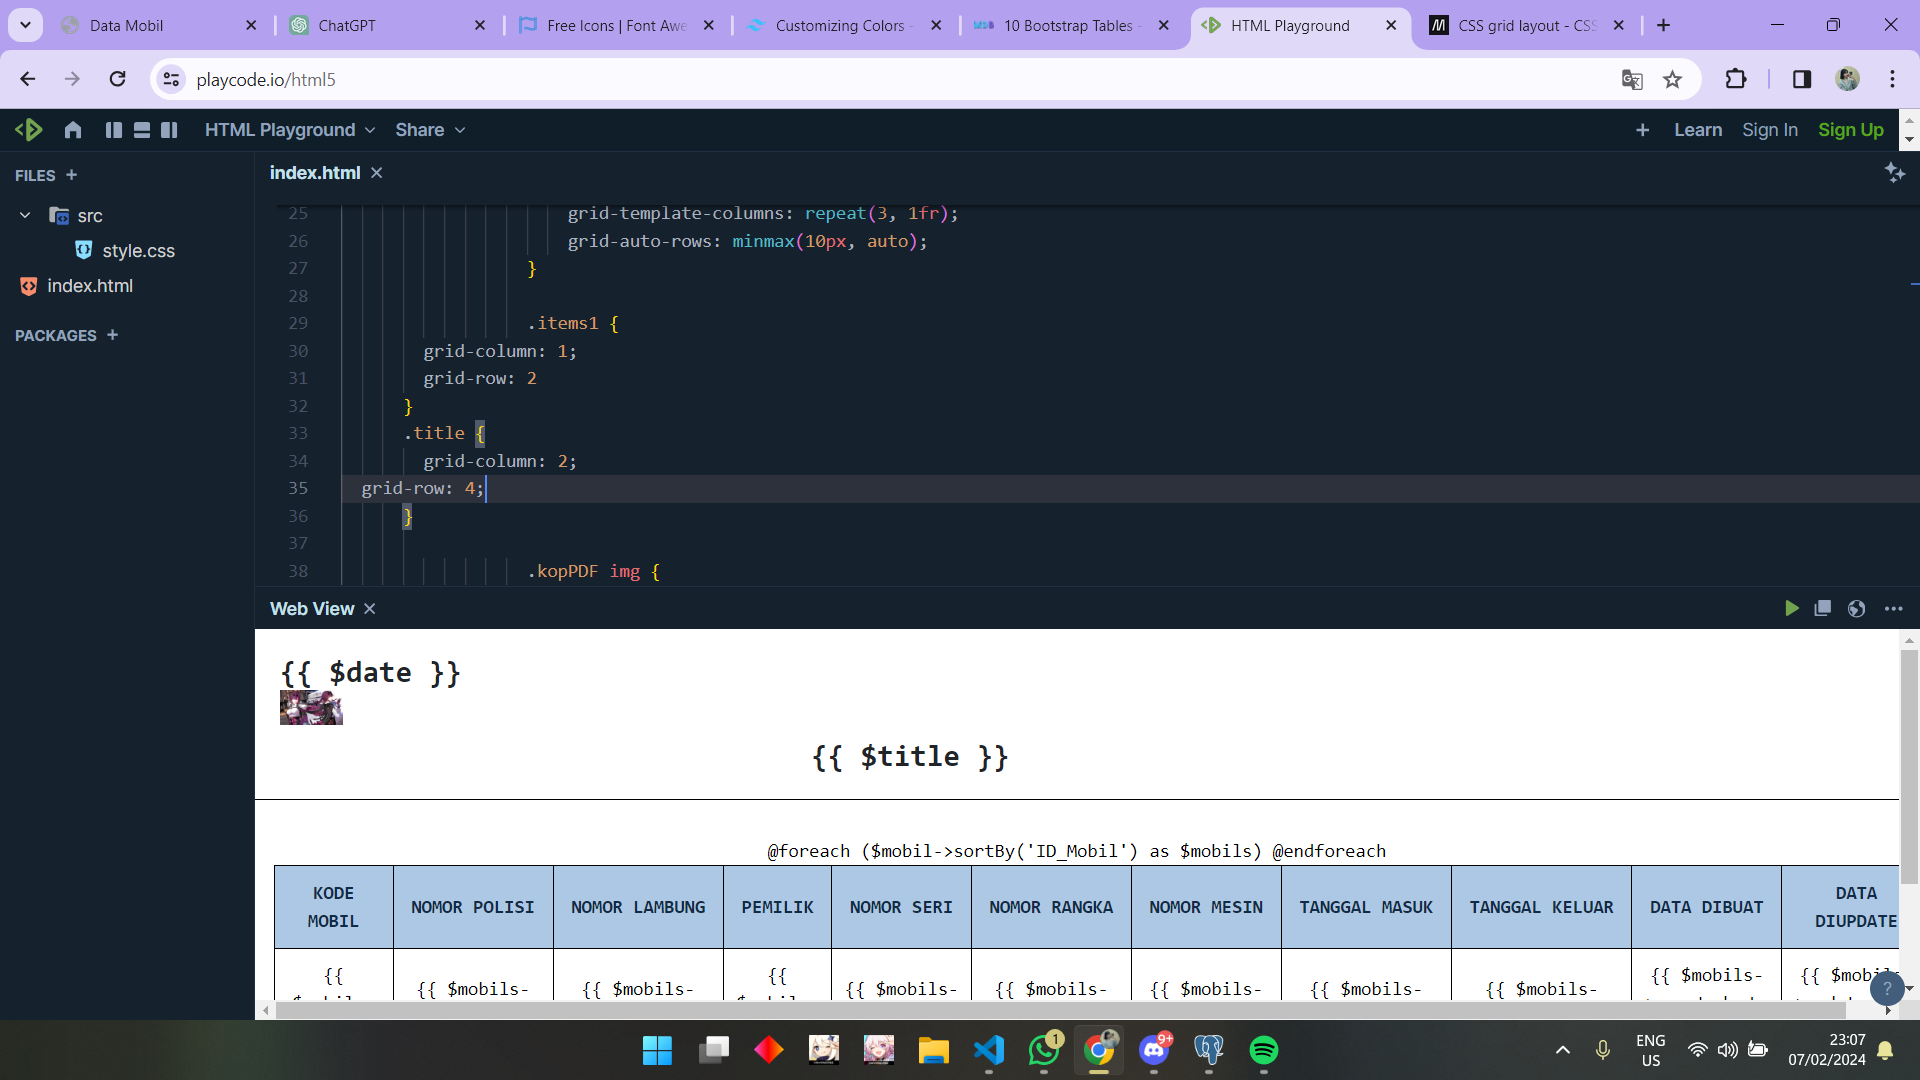 Data Mobil
ChatGPT
Free Icons | Font Awe
Customizing Colors -
10 Bootstrap Tables -
HTML Playground
CSS grid layout - CSS
playcode.io/html5
HTML Playground
Share
Learn
Sign In
Sign Up
FILES
src
style.css
index.html
PACKAGES
index.html
25 grid-template-columns: repeat(3, 1fr);
26 grid-auto-rows: minmax(10px, auto);
27 }
28
29 .items1 {
30 grid-column: 1;
31 grid-row: 2
32 }
33 .title {
34 grid-column: 2;
35 grid-row: 4;
36 }
37
38 .kopPDF img {
Web View
{{ $date }}
{{ $title }}
@foreach ($mobil->sortBy('ID_Mobil') as $mobils) @endforeach
KODE MOBIL NOMOR POLISI NOMOR LAMBUNG PEMILIK NOMOR SERI NOMOR RANGKA NOMOR MESIN TANGGAL MASUK TANGGAL KELUAR DATA DIBUAT DATA DIUPDATE
{{ {{ $mobils- {{ $mobils- {{ {{ $mobils- {{ $mobils- {{ $mobils- {{ $mobils- {{ $mobils- {{ $mobils- {{ $mobils-
?
1
9+
ENG
US
23:07
07/02/2024